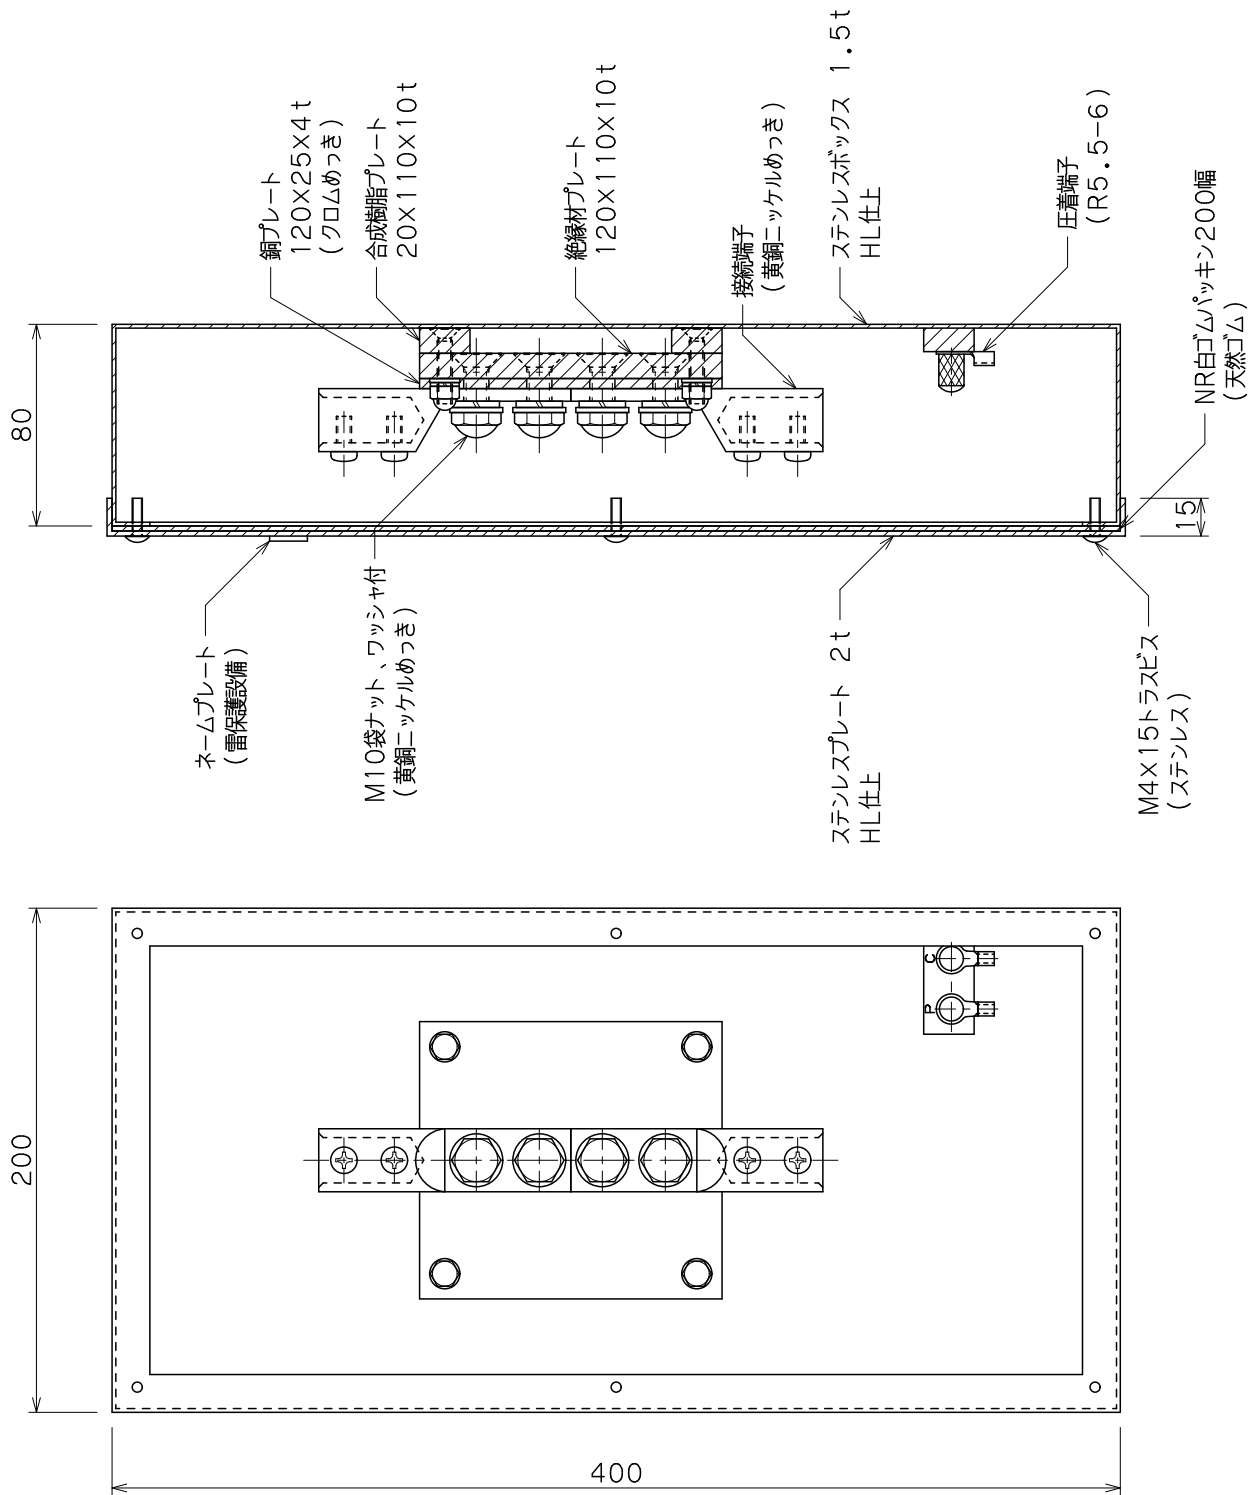 銅プレート
120×25×4t
(クロムめっき)
合成樹脂プレート
20×110×10t
絶縁材プレート
120×110×10t
接続端子
(黄銅ニッケルめっき)
ステンレスボックス 1.5t
HL仕上
圧着端子
(R5.5-6)
NR白ゴムパッキン200幅
(天然ゴム)
80
15
ネームプレート
(雷保護設備)
M10袋ナット、ワッシャ付
(黄銅ニッケルめっき)
ステンレスプレート 2t
HL仕上
M4×15トラスビス
(ステンレス)
200
C
P
400